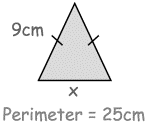 9cm
x
Perimeter = 25cm